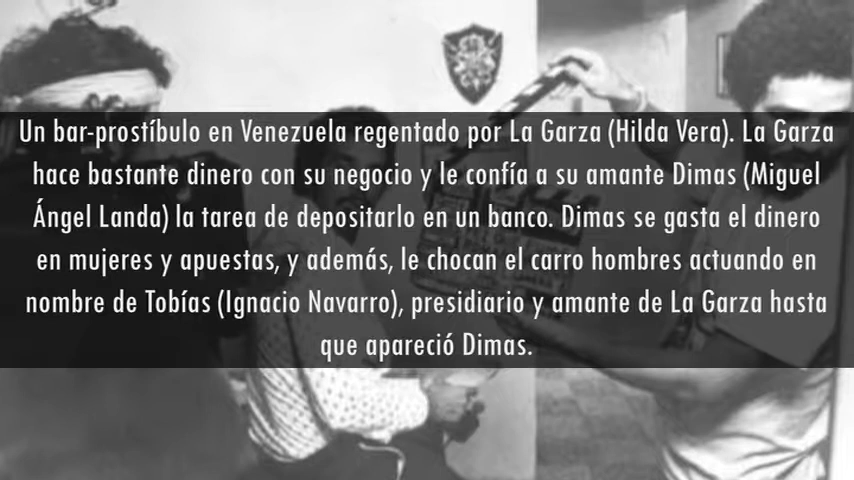 Un bar-prostíbulo en Venezuela regentado por La Garza (Hilda Vera). La Garza
hace bastante dinero con su negocio y le confía a su amante Dimas (Miguel
Ángel Landa) la tarea de depositarlo en un banco. Dimas se gasta el dinero
en mujeres y apuestas, y además, le chocan el carro hombres actuando en
nombre de Tobías (Ignacio Navarro), presidiario y amante de La Garza hasta
que apareció Dimas.